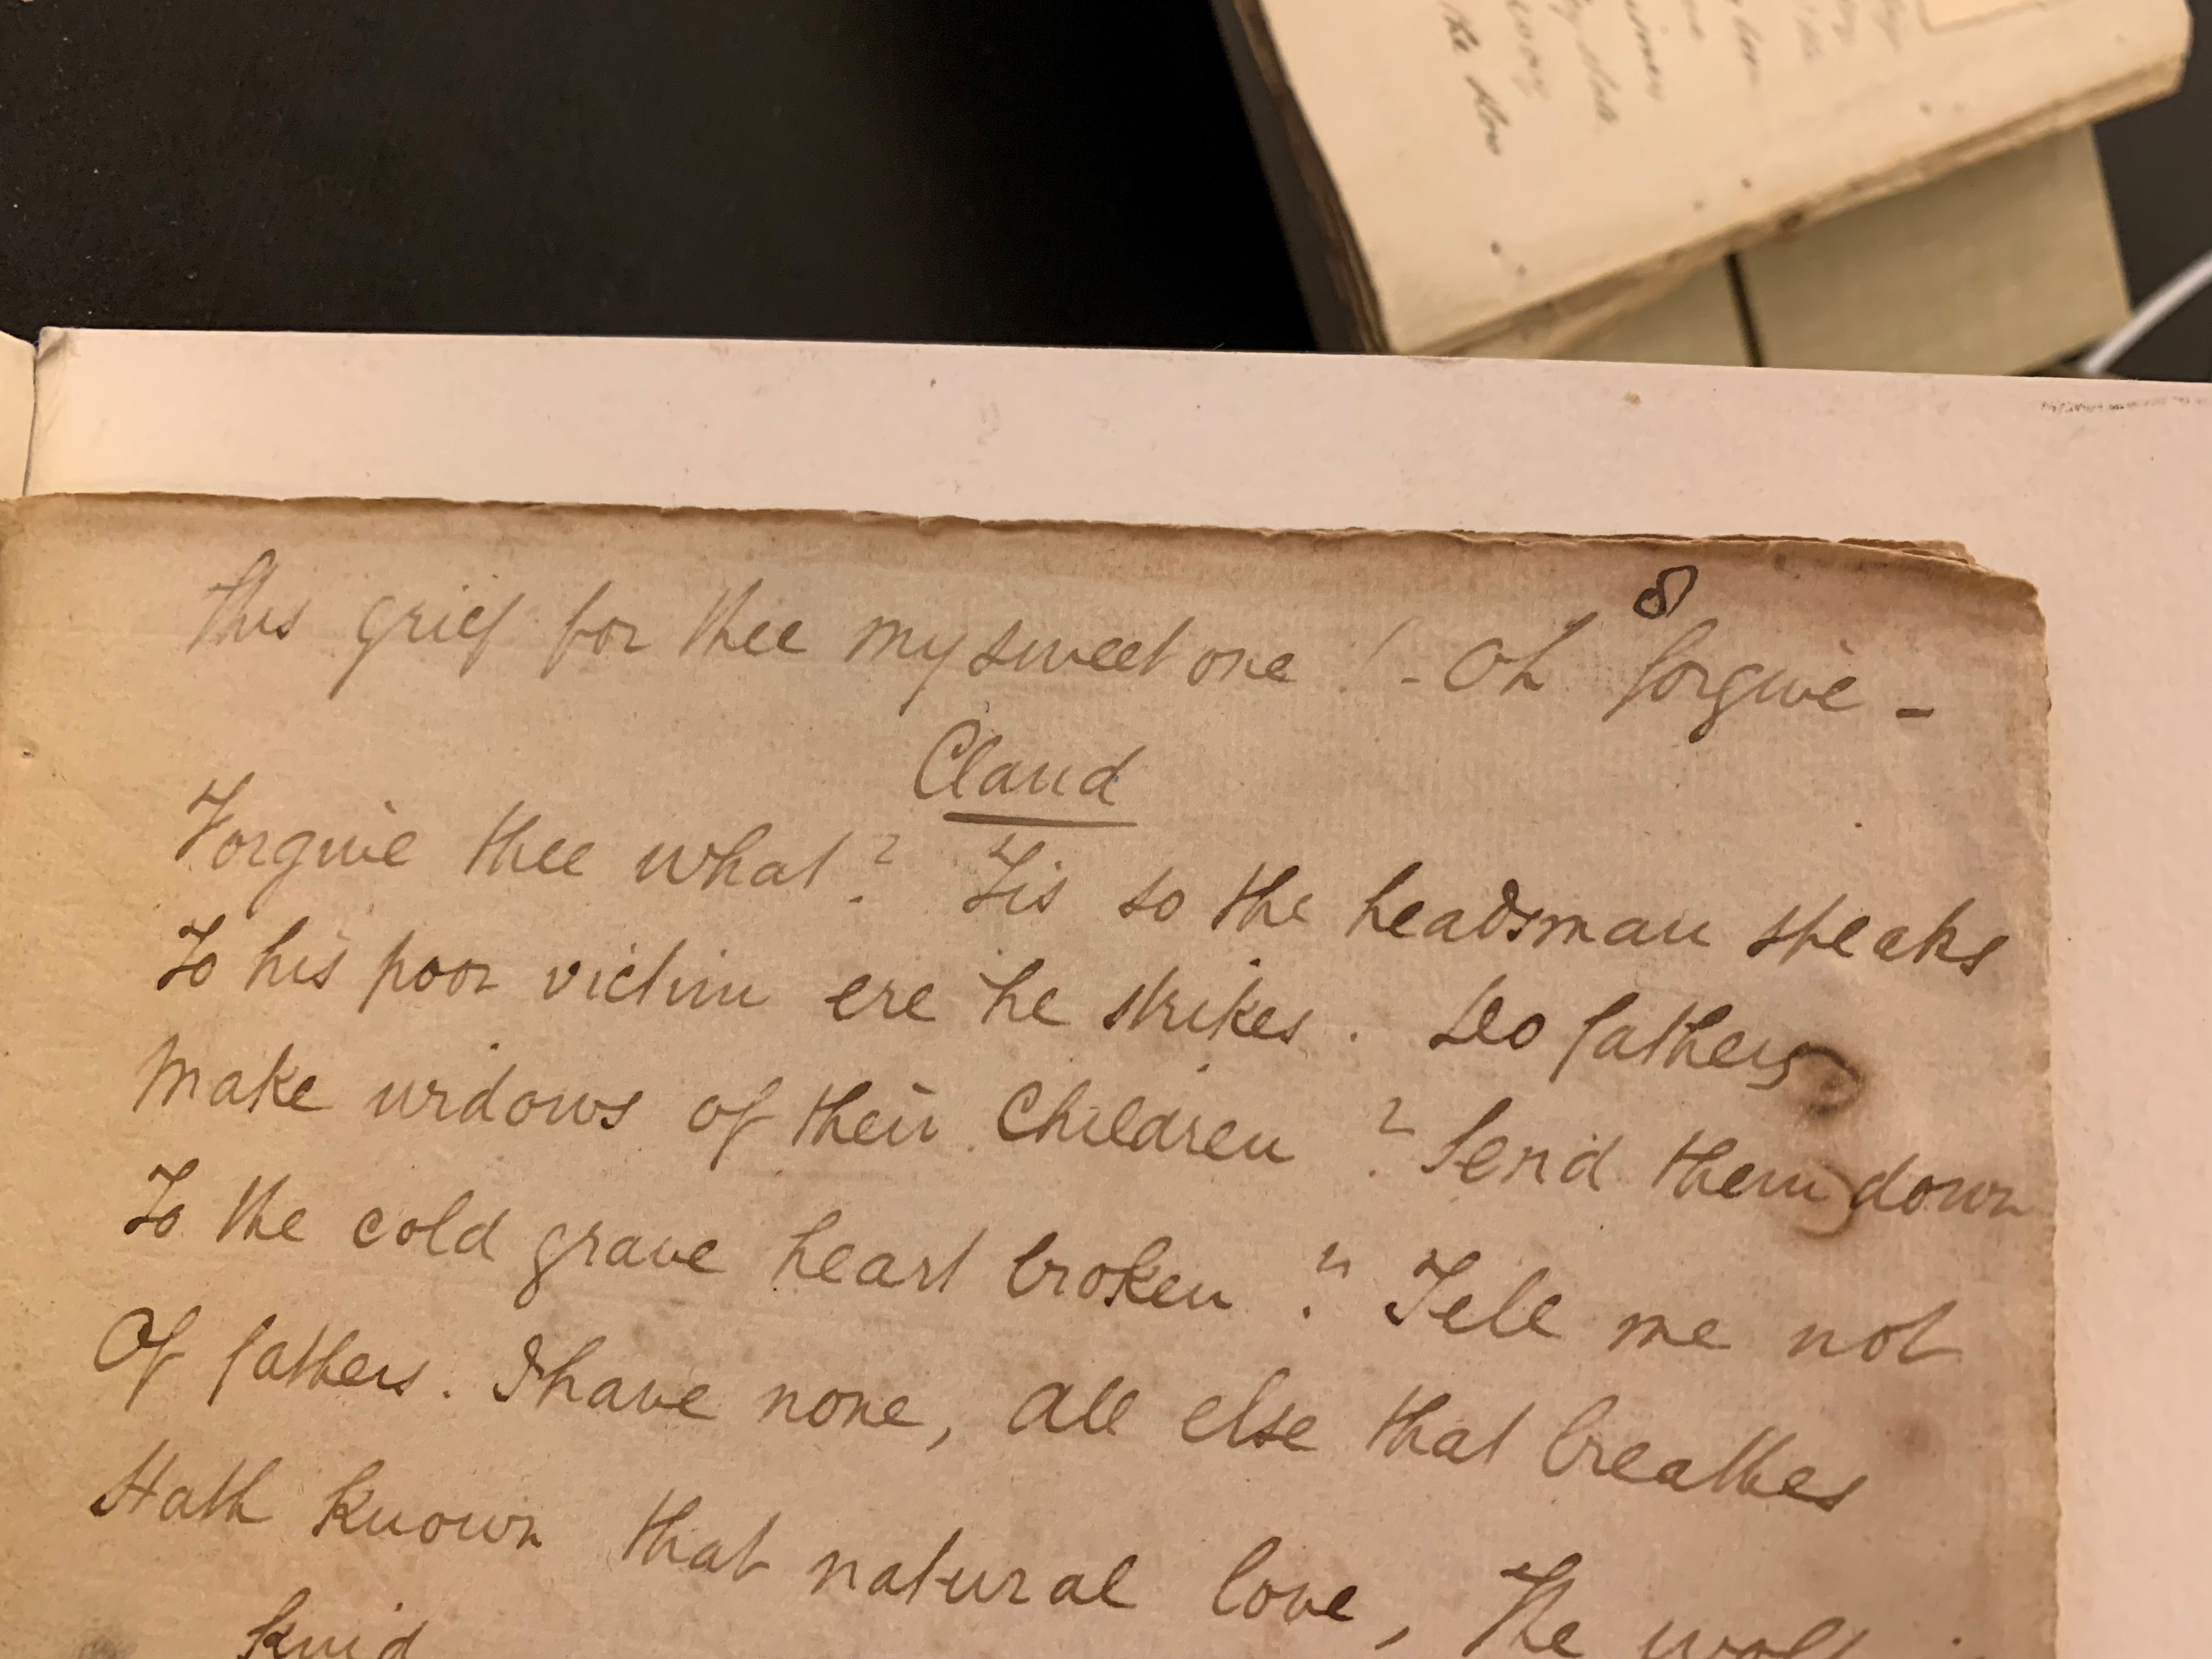 8
this grief for thee my sweet one ! - Oh forgive -
Claud
Forgive thee what ? Tis so the headsman speaks
To his poor victim ere he strikes . Do fathers
Make widows of their Children ? Send them down
To the cold grave heart broken ? Tell me not
Of fathers . I have none , All else that breathes
Hath known that natural love , The wolf is
kind